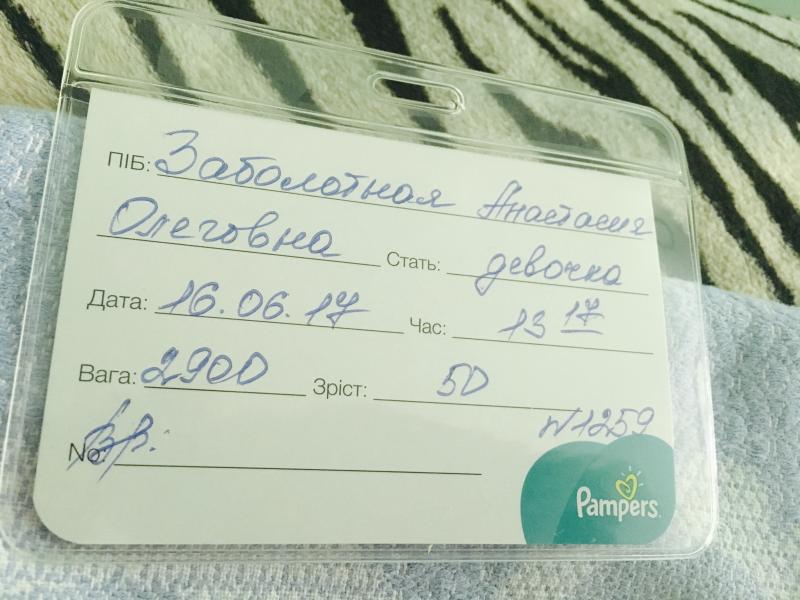 ПІБ: Заболотная Анастасия
Олеговна Стать: девочка
Дата: 16.06.17 Час: 13 17
Вага: 2900 Зріст: 50
N1259
No:
Pampers